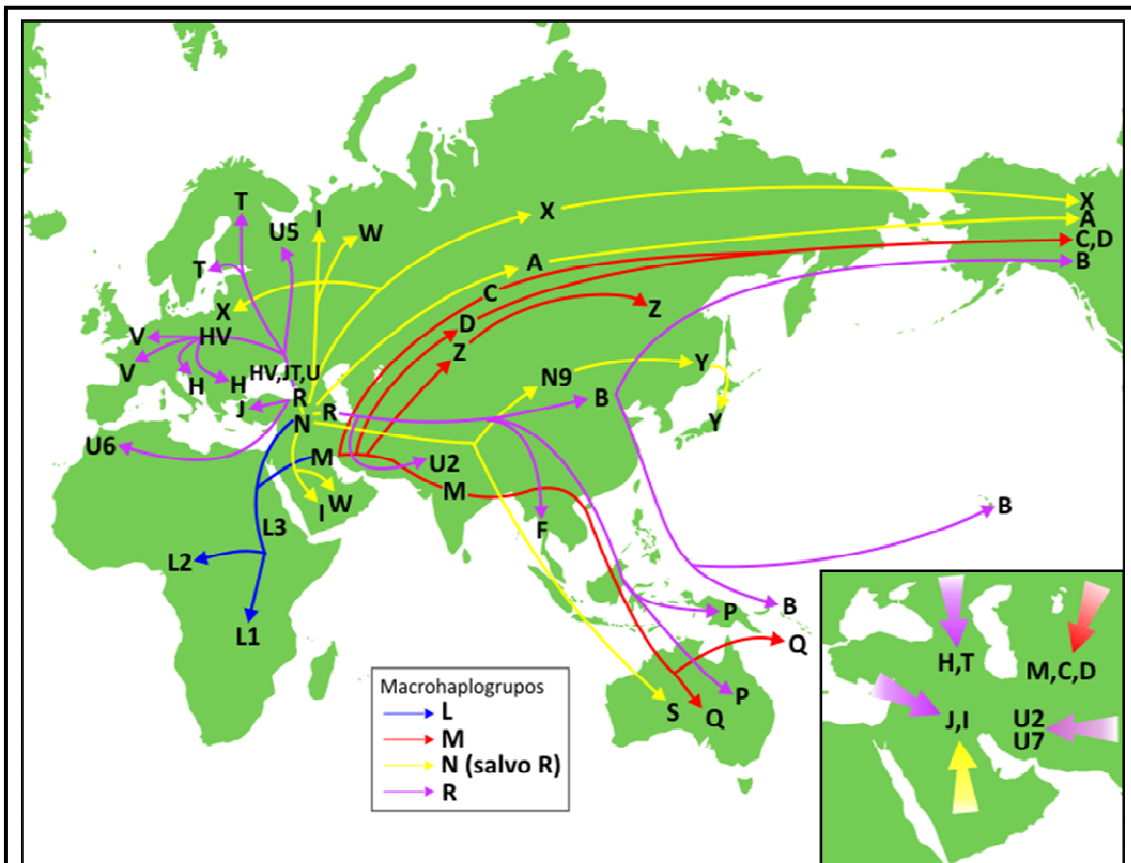 T
I
U5
W
X
X
A
C,D
B
T
A
C
X
Z
D
V
HV
Z
V
N9
Y
HV,JT,U
H
H
R
B
J
R
N
Y
U6
M
U2
M
W
I
B
L3
F
L2
P
B
L1
Q
P
S
Q
Macrohaplogrupos
L
M
N (salvo R)
R
H,T
M,C,D
J,I
U2
U7